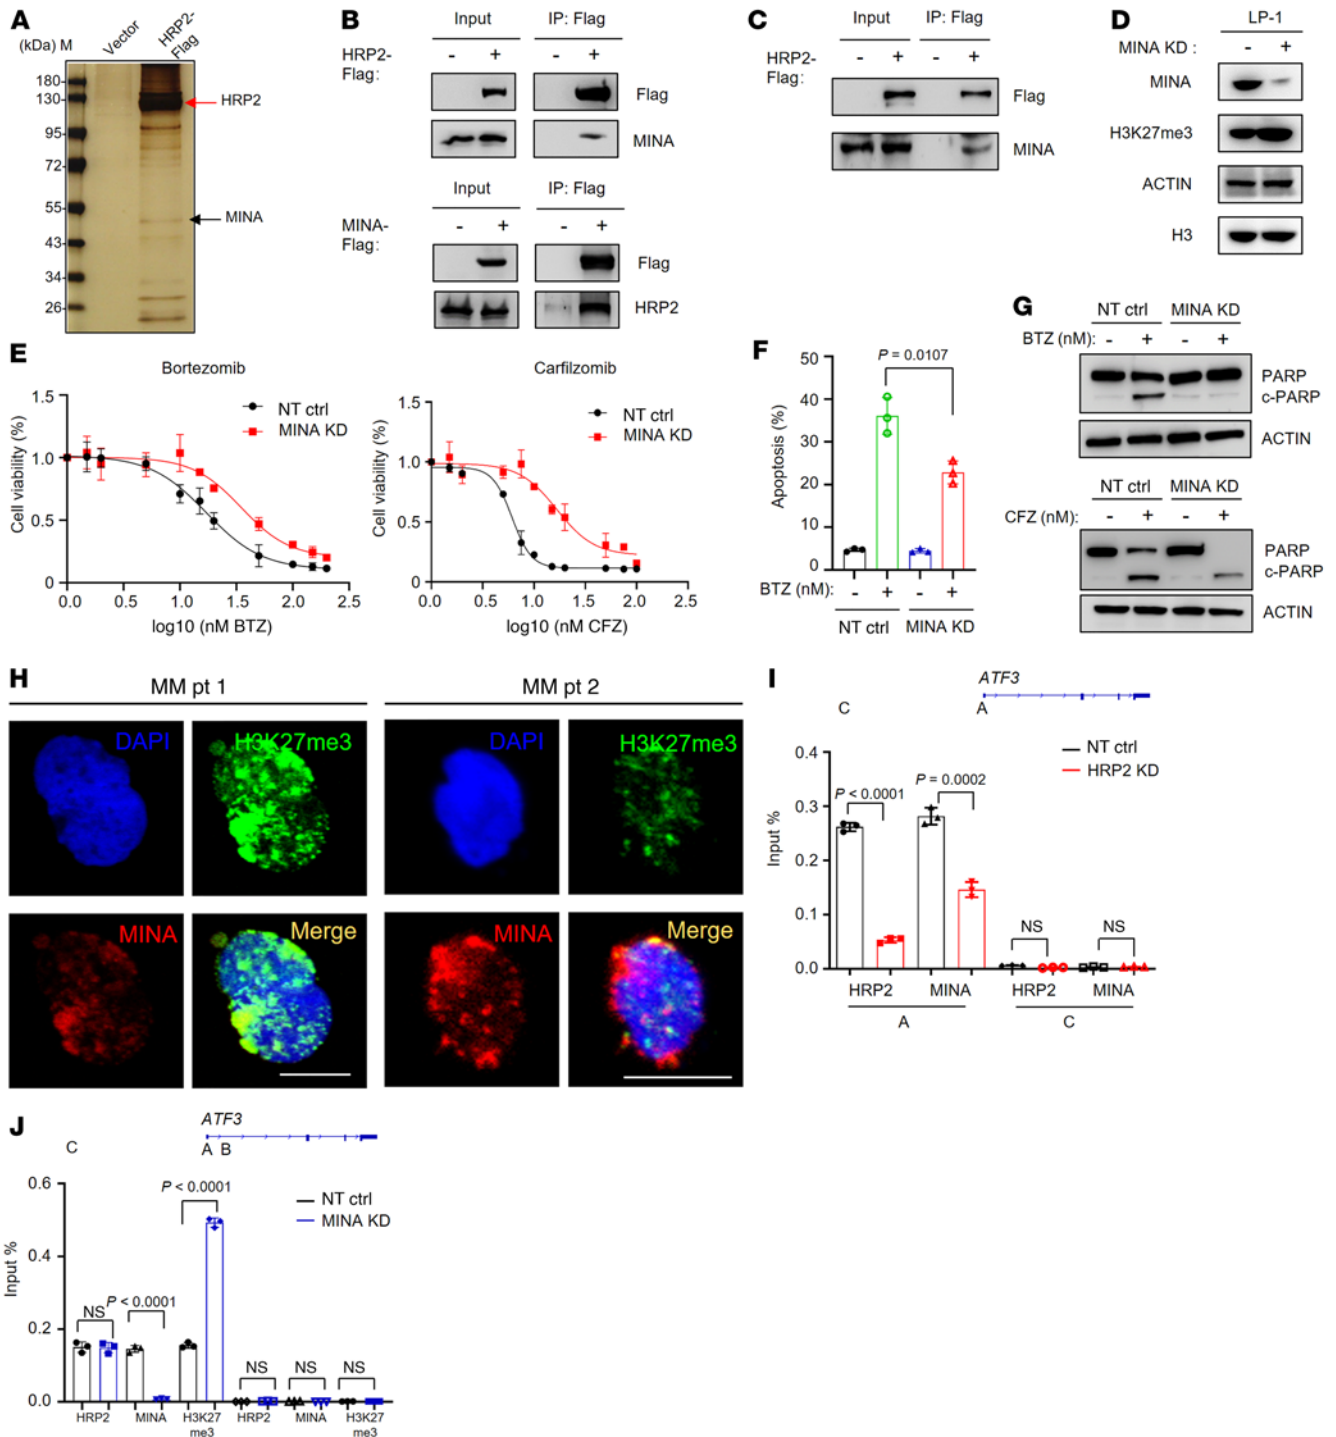 A
(kDa) M
Vector
HRP2-
Flag
180
130
95
72
55
43
34
26
HRP2
MINA
B
Input
IP: Flag
HRP2-
Flag:
- + - +
Flag
MINA
Input
IP: Flag
MINA-
Flag:
- + - +
Flag
HRP2
C
Input
IP: Flag
HRP2-
Flag:
- + - +
Flag
MINA
D
LP-1
MINA KD : - +
MINA
H3K27me3
ACTIN
H3
E
Bortezomib
Cell viability (%)
1.5
1.0
0.5
0
0.0 0.5 1.0 1.5 2.0 2.5
log10 (nM BTZ)
NT ctrl
MINA KD
Carfilzomib
Cell viability (%)
1.5
1.0
0.5
0
0.0 0.5 1.0 1.5 2.0 2.5
log10 (nM CFZ)
NT ctrl
MINA KD
F
P = 0.0107
Apoptosis (%)
50
40
30
20
10
0
BTZ (nM): - + - +
NT ctrl MINA KD
G
NT ctrl MINA KD
BTZ (nM): - + - +
PARP
c-PARP
ACTIN
NT ctrl MINA KD
CFZ (nM): - + - +
PARP
c-PARP
ACTIN
H
MM pt 1
MM pt 2
DAPI
H3K27me3
DAPI
H3K27me3
MINA
Merge
MINA
Merge
I
ATF3
C A
NT ctrl
HRP2 KD
Input %
0.4
0.3
0.2
0.1
0.0
P < 0.0001
P = 0.0002
NS
NS
HRP2 MINA HRP2 MINA
A C
J
ATF3
C A B
NT ctrl
MINA KD
Input %
0.6
0.4
0.2
0.0
P < 0.0001
NS
P < 0.0001
NS
NS
NS
HRP2 MINA H3K27 HRP2 MINA H3K27
me3 me3